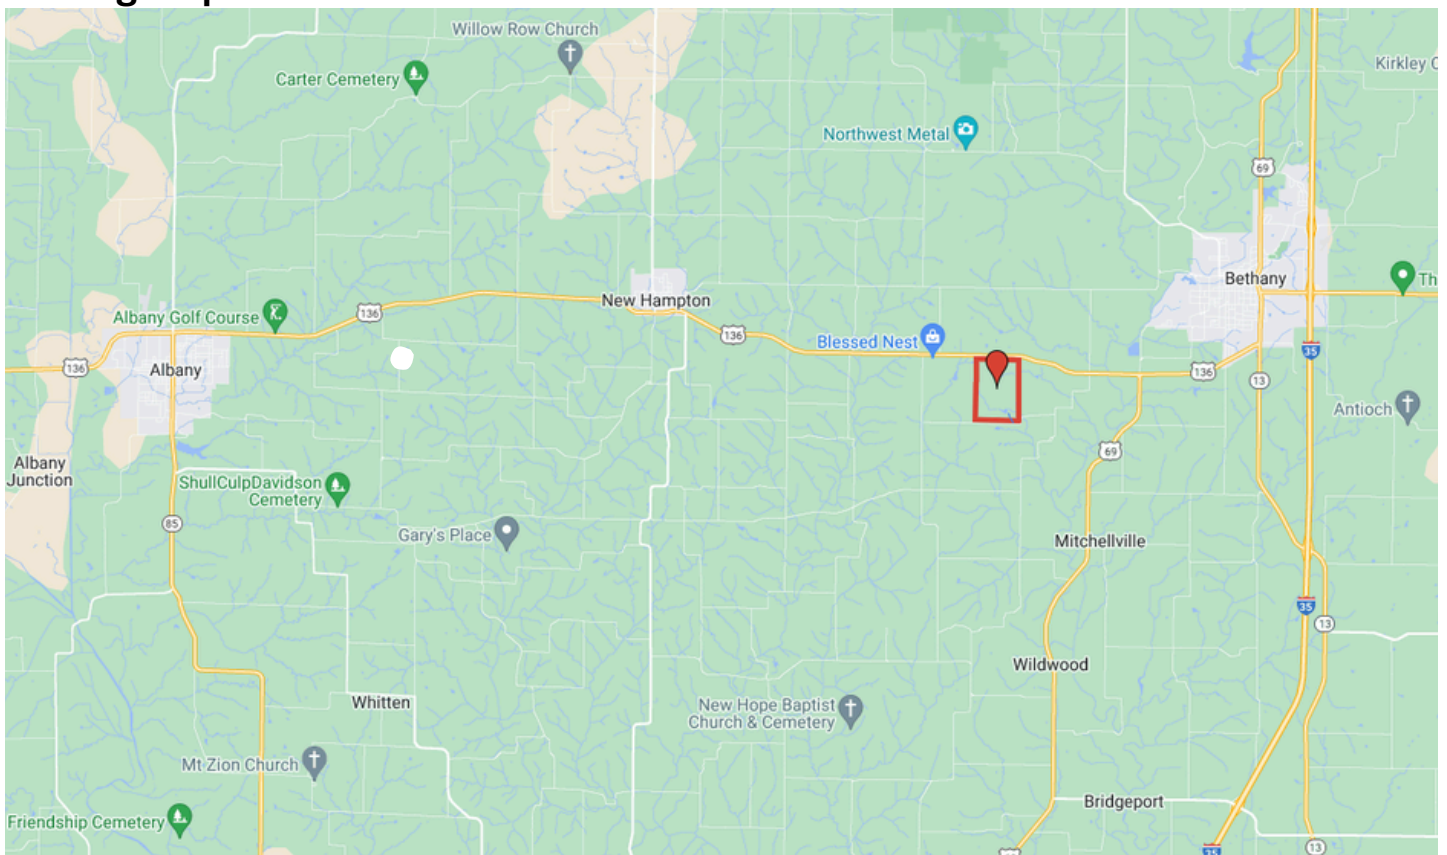 Willow Row Church
Carter Cemetery
Kirkley C
Northwest Metal
69
Bethany
Th
New Hampton
Albany Golf Course
136
136
Blessed Nest
35
136
Albany
136
13
Antioch
69
Albany
Junction
ShullCulpDavidson
Cemetery
85
Gary's Place
Mitchellville
35
13
Wildwood
Whitten
New Hope Baptist
Church & Cemetery
Mt Zion Church
Bridgeport
Friendship Cemetery
35
13